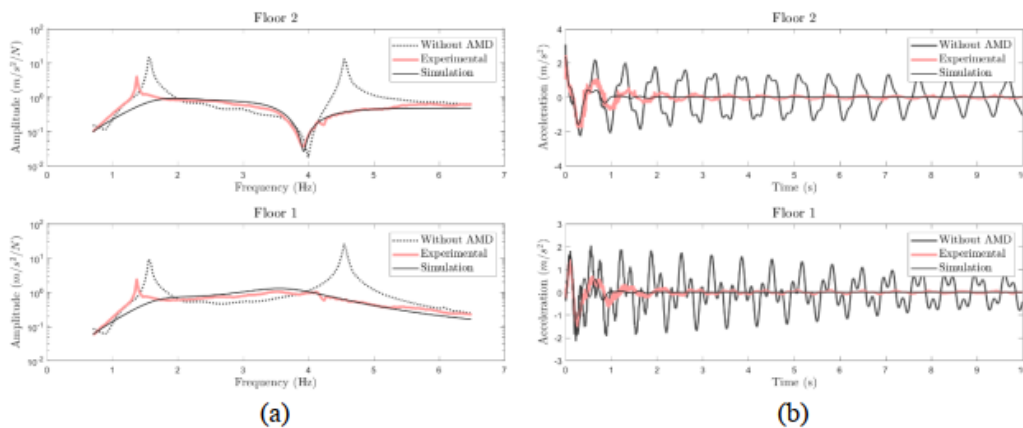 Floor 2
Amplitude (m/s²/N)
10² 10¹ 10⁰ 10⁻¹ 10⁻²
Without AMD
Experimental
Simulation
0 1 2 3 4 5 6 7
Frequency (Hz)
Floor 1
Amplitude (m/s²/N)
10² 10¹ 10⁰ 10⁻¹ 10⁻²
Without AMD
Experimental
Simulation
0 1 2 3 4 5 6 7
Frequency (Hz)
(a)
Floor 2
Acceleration (m/s²)
4 2 0 -2 -4
Without AMD
Experimental
Simulation
0 1 2 3 4 5 6 7 8 9 10
Time (s)
Floor 1
Acceleration (m/s²)
3 2 1 0 -1 -2 -3
Without AMD
Experimental
Simulation
0 1 2 3 4 5 6 7 8 9 10
Time (s)
(b)